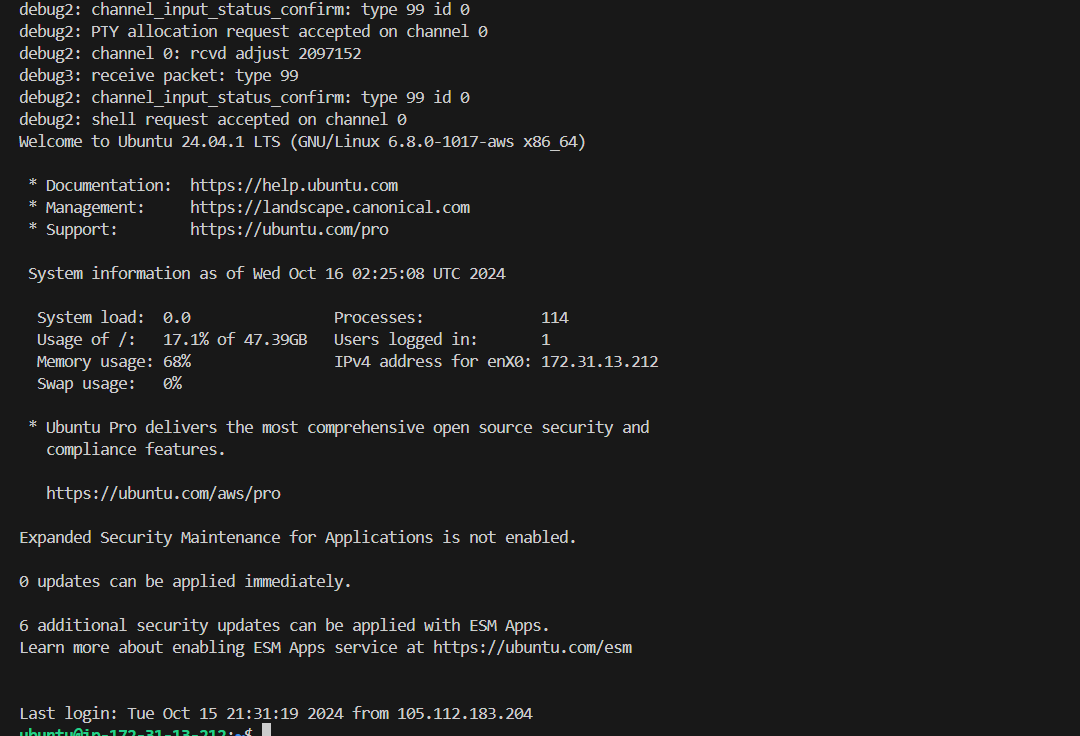 debug2: channel_input_status_confirm: type 99 id 0
debug2: PTY allocation request accepted on channel 0
debug2: channel 0: rcvd adjust 2097152
debug3: receive packet: type 99
debug2: channel_input_status_confirm: type 99 id 0
debug2: shell request accepted on channel 0
Welcome to Ubuntu 24.04.1 LTS (GNU/Linux 6.8.0-1017-aws x86_64)
* Documentation:  https://help.ubuntu.com
* Management:     https://landscape.canonical.com
* Support:        https://ubuntu.com/pro
System information as of Wed Oct 16 02:25:08 UTC 2024
System load:  0.0                Processes:             114
Usage of /:   17.1% of 47.39GB   Users logged in:       1
Memory usage: 68%                IPv4 address for enX0: 172.31.13.212
Swap usage:   0%
* Ubuntu Pro delivers the most comprehensive open source security and
compliance features.
https://ubuntu.com/aws/pro
Expanded Security Maintenance for Applications is not enabled.
0 updates can be applied immediately.
6 additional security updates can be applied with ESM Apps.
Learn more about enabling ESM Apps service at https://ubuntu.com/esm
Last login: Tue Oct 15 21:31:19 2024 from 105.112.183.204
ubuntu@ip-172-31-13-212:~$